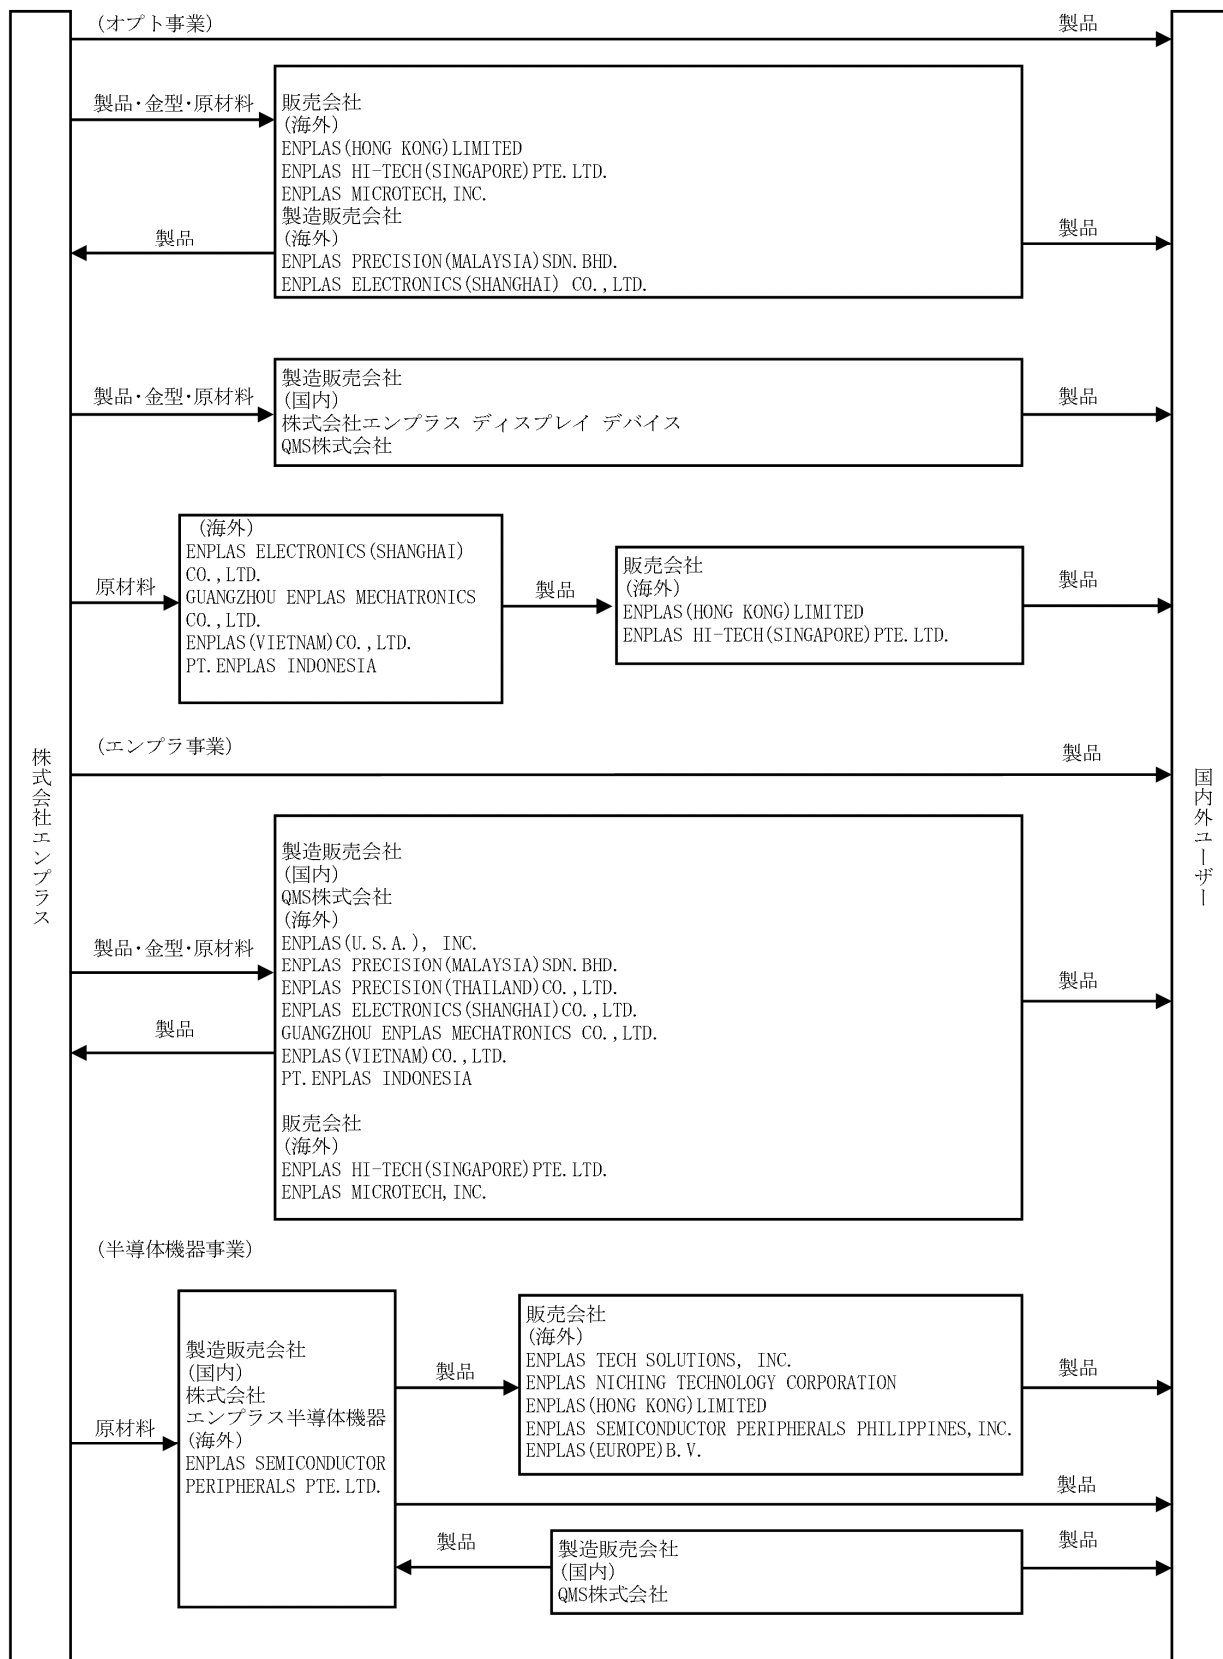 (オプト事業)
製品
製品・金型・原材料
販売会社
(海外)
ENPLAS(HONG KONG)LIMITED
ENPLAS HI-TECH(SINGAPORE)PTE.LTD.
ENPLAS MICROTECH,INC.
製造販売会社
(海外)
ENPLAS PRECISION(MALAYSIA)SDN.BHD.
ENPLAS ELECTRONICS(SHANGHAI) CO.,LTD.
製品
製品
製品・金型・原材料
製造販売会社
(国内)
株式会社エンプラス ディスプレイ デバイス
QMS株式会社
製品
原材料
(海外)
ENPLAS ELECTRONICS(SHANGHAI)
CO.,LTD.
GUANGZHOU ENPLAS MECHATRONICS
CO.,LTD.
ENPLAS(VIETNAM)CO.,LTD.
PT.ENPLAS INDONESIA
製品
販売会社
(海外)
ENPLAS(HONG KONG)LIMITED
ENPLAS HI-TECH(SINGAPORE)PTE.LTD.
製品
株式会社エンプラス
国内外ユーザー
(エンプラ事業)
製品
製品・金型・原材料
製品
製造販売会社
(国内)
QMS株式会社
(海外)
ENPLAS(U.S.A.), INC.
ENPLAS PRECISION(MALAYSIA)SDN.BHD.
ENPLAS PRECISION(THAILAND)CO.,LTD.
ENPLAS ELECTRONICS(SHANGHAI)CO.,LTD.
GUANGZHOU ENPLAS MECHATRONICS CO.,LTD.
ENPLAS(VIETNAM)CO.,LTD.
PT.ENPLAS INDONESIA
販売会社
(海外)
ENPLAS HI-TECH(SINGAPORE)PTE.LTD.
ENPLAS MICROTECH,INC.
製品
(半導体機器事業)
原材料
製造販売会社
(国内)
株式会社
エンプラス半導体機器
(海外)
ENPLAS SEMICONDUCTOR
PERIPHERALS PTE.LTD.
製品
販売会社
(海外)
ENPLAS TECH SOLUTIONS, INC.
ENPLAS NICHING TECHNOLOGY CORPORATION
ENPLAS(HONG KONG)LIMITED
ENPLAS SEMICONDUCTOR PERIPHERALS PHILIPPINES,INC.
ENPLAS(EUROPE)B.V.
製品
製品
製品
製造販売会社
(国内)
QMS株式会社
製品